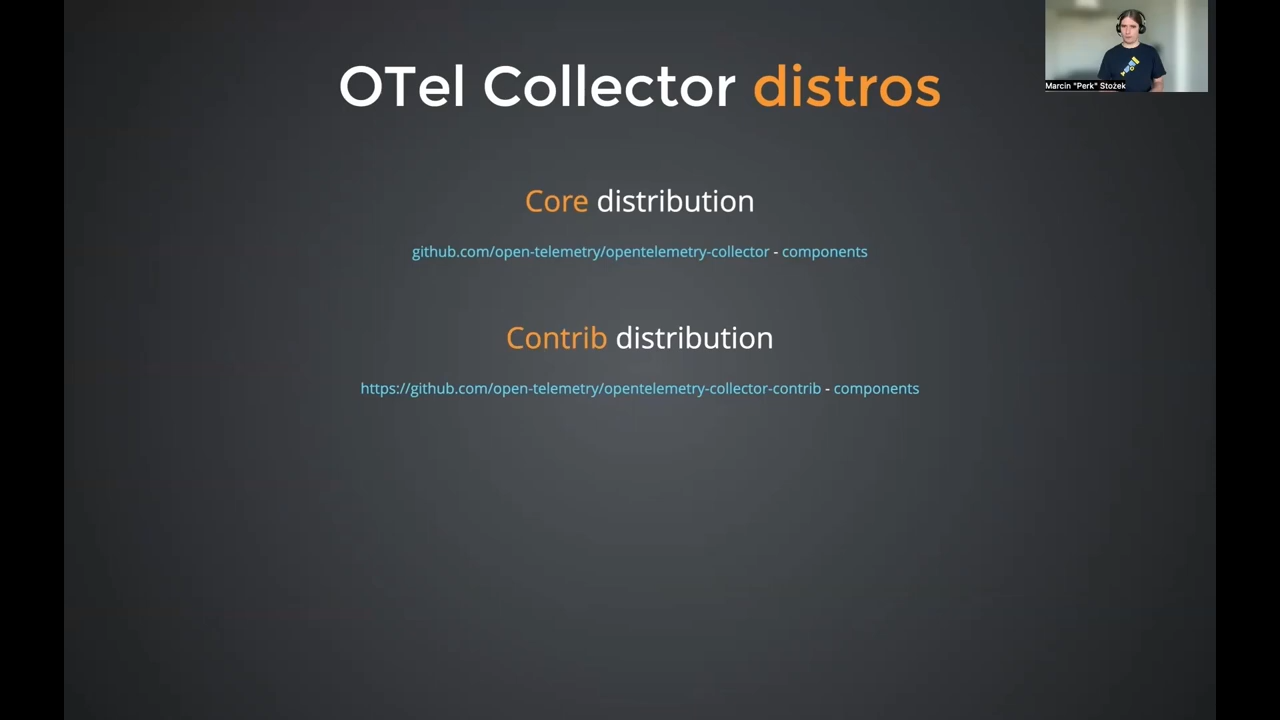 OTel Collector distros
Marcin "Perk" Stożek
Core distribution
github.com/open-telemetry/opentelemetry-collector - components
Contrib distribution
https://github.com/open-telemetry/opentelemetry-collector-contrib - components